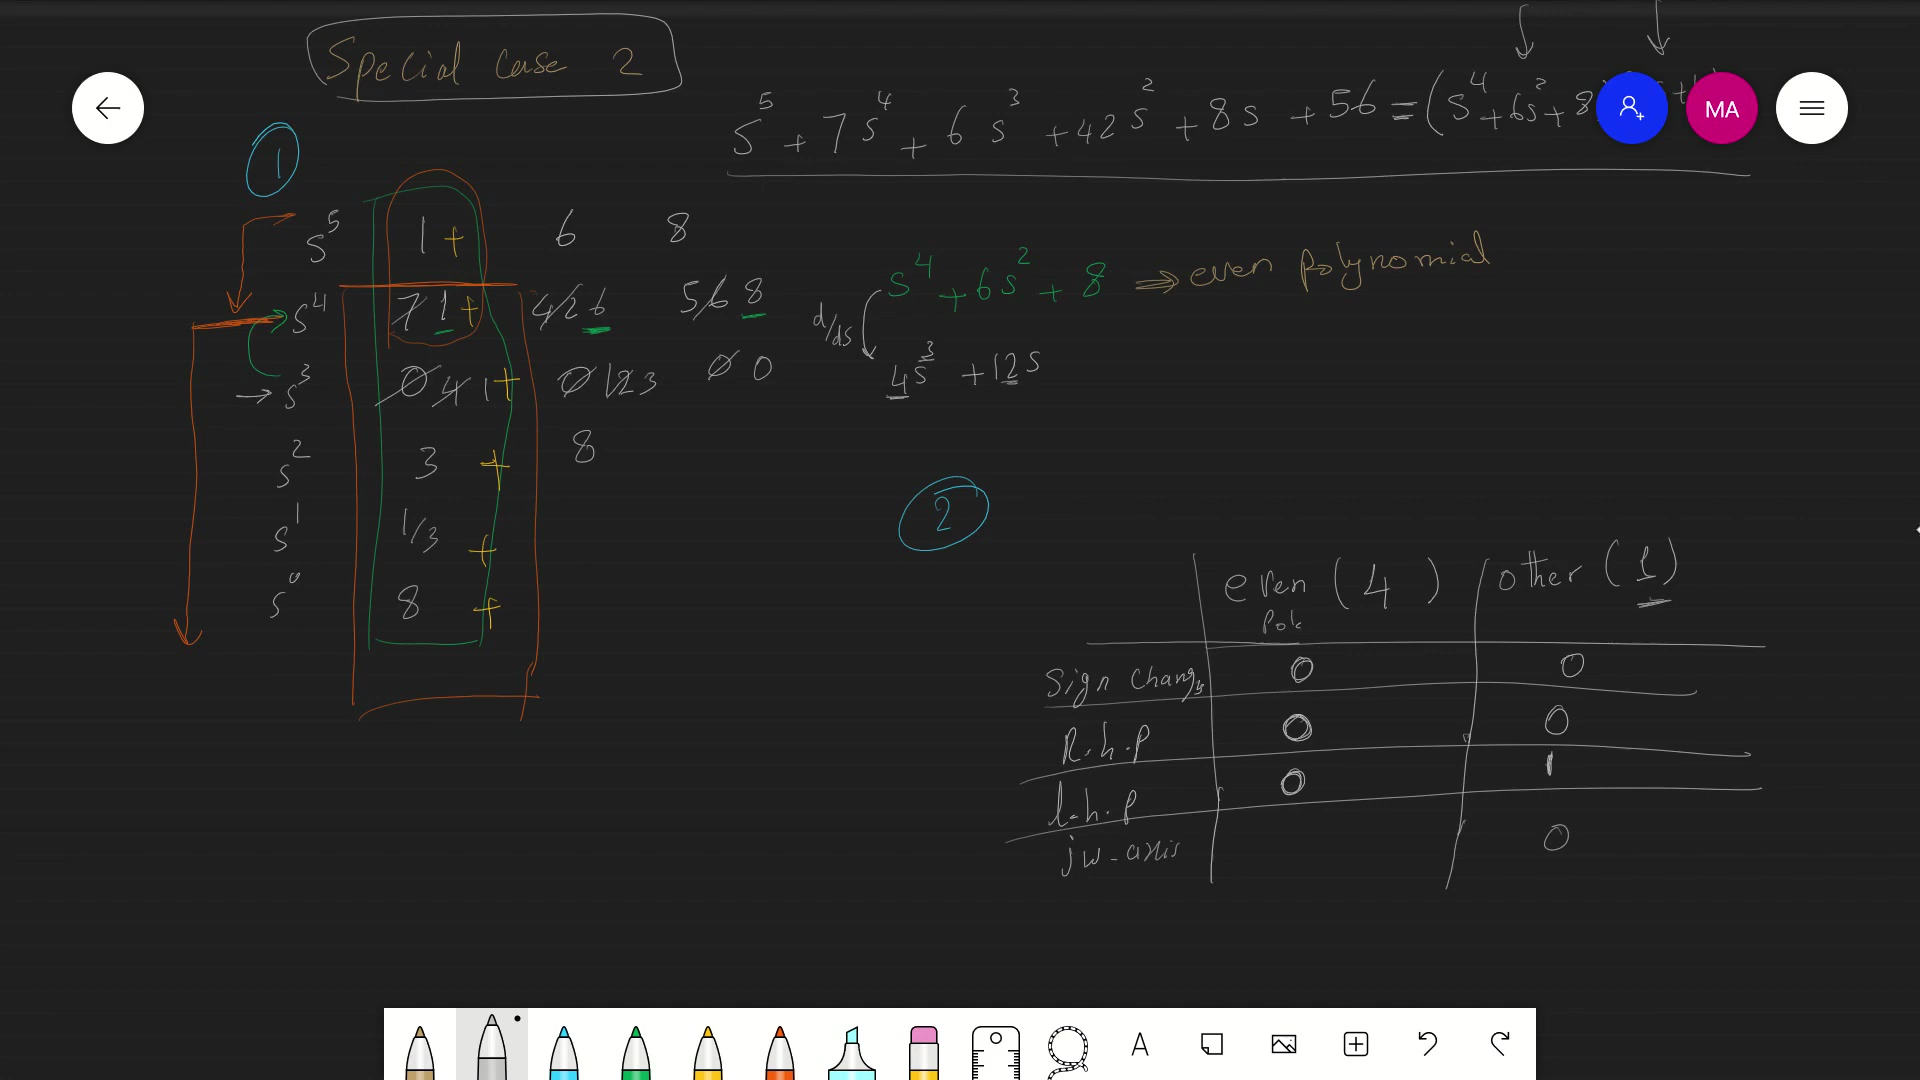 Special case 2
s^5 + 7s^4 + 6s^3 + 42s^2 + 8s + 56 = (s^4 + 6s^2 + 8
MA
1
s^5 1 + 6 8
s^4 7 1 + 42 6 56 8
s^4 + 6s^2 + 8 ⇒ even polynomial
d/ds
s^3 0 4 1 + 0 12 3 0 0
4s^3 + 12s
s^2 3 + 8
s^1 1/3 +
s^0 8 +
2
even (4) other (1)
Sign 0 0
R.h.p 0 0
l.h.p 0 1
jw-axis 0
A